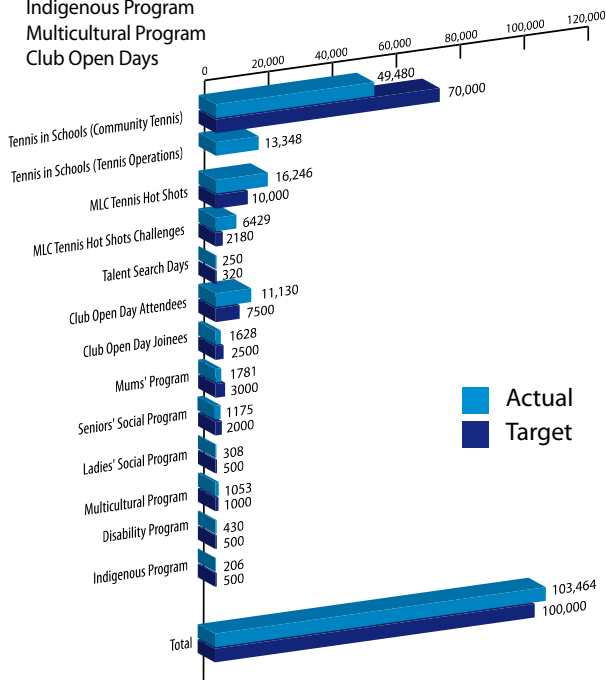 Indigenous Program
Multicultural Program
Club Open Days
0
20,000
40,000
60,000
80,000
100,000
120,000
Tennis in Schools (Community Tennis)
49,480
70,000
Tennis in Schools (Tennis Operations)
13,348
MLC Tennis Hot Shots
16,246
10,000
MLC Tennis Hot Shots Challenges
6429
2180
Talent Search Days
250
320
Club Open Day Attendees
11,130
7500
Club Open Day Joinees
1628
2500
Mums' Program
1781
3000
Seniors' Social Program
1175
2000
Ladies' Social Program
308
500
Multicultural Program
1053
1000
Disability Program
430
500
Indigenous Program
206
500
Total
103,464
100,000
Actual
Target